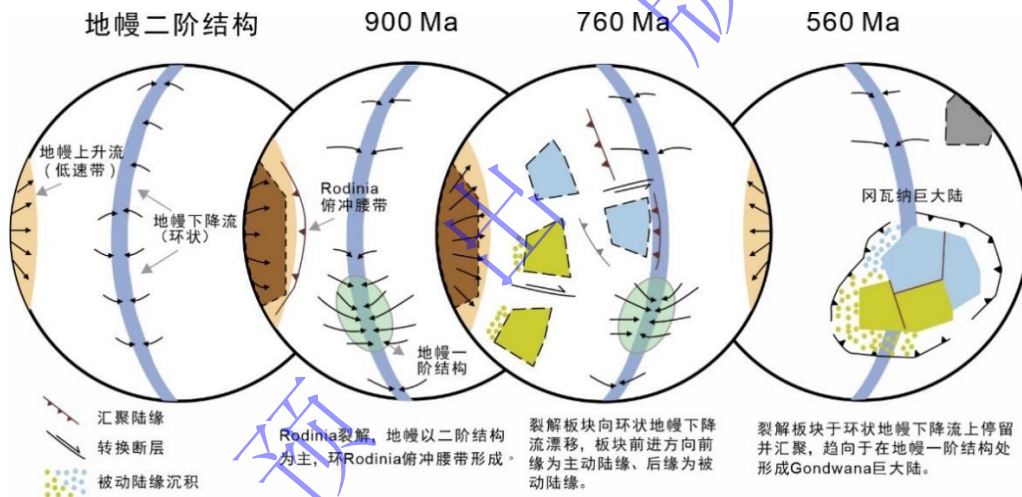 地幔二阶结构
900 Ma
760 Ma
560 Ma
地幔上升流
(低速带)
地幔下降流
(环状)
Rodinia
俯冲腰带
地幔一
阶结构
冈瓦纳巨大陆
汇聚陆缘
转换断层
被动陆缘沉积
Rodinia裂解，地幔以二阶结构
为主，环Rodinia俯冲腰带形成。
裂解板块向环状地幔下降
流漂移，板块前进方向前
缘为主动陆缘、后缘为被
动陆缘。
裂解板块于环状地幔下降流上停留
并汇聚，趋向于在地幔一阶结构处
形成Gondwana巨大陆。
预
出
版